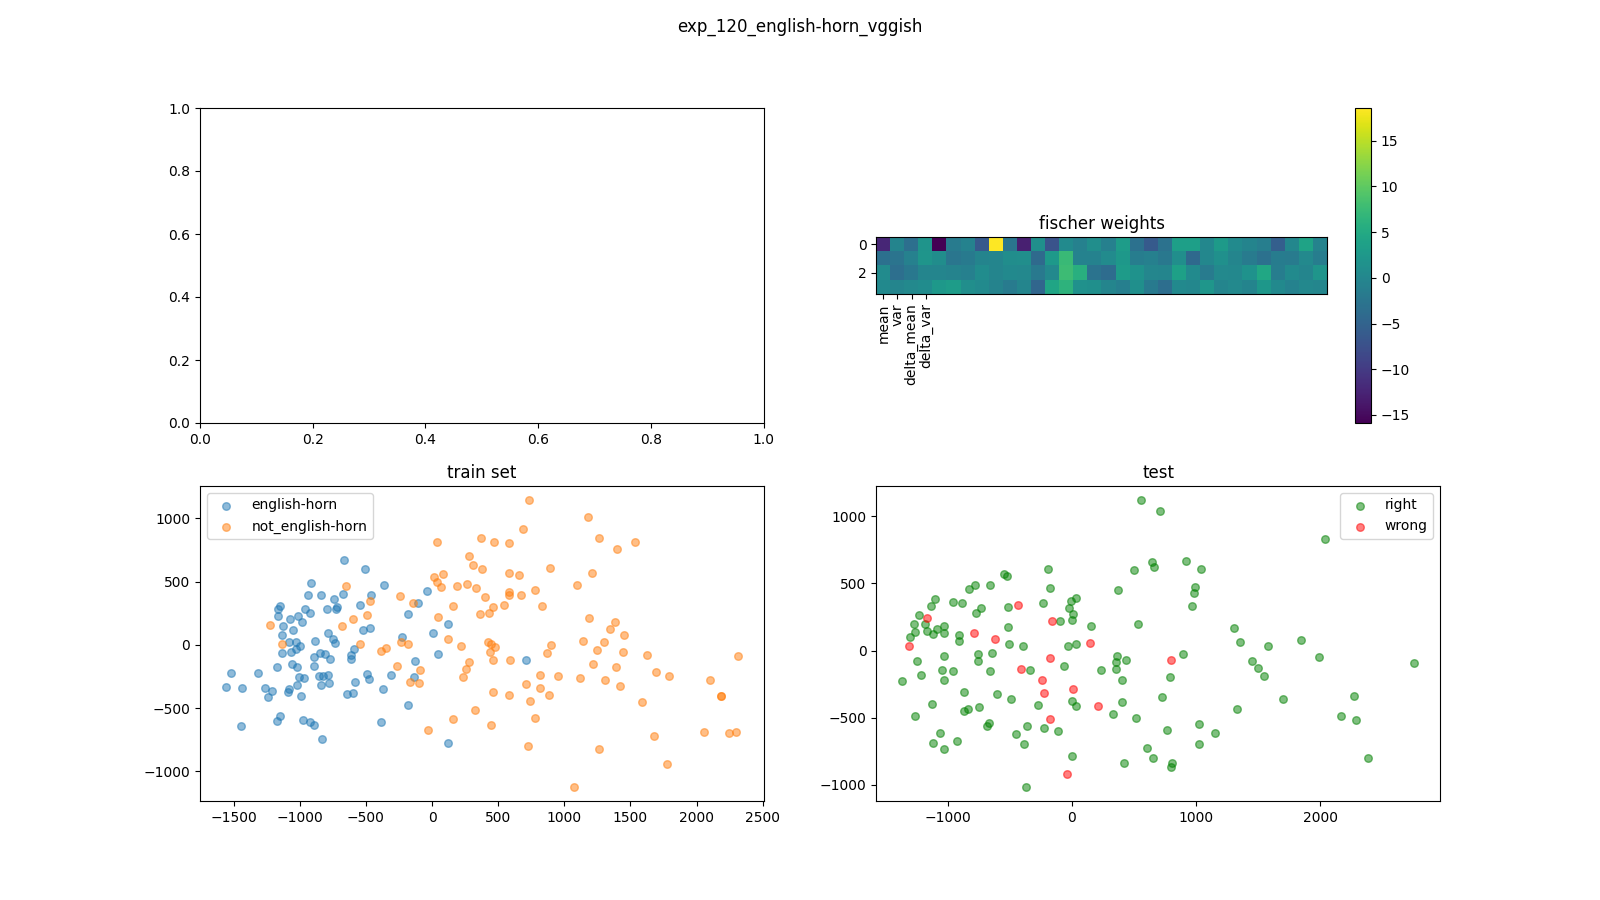 exp_120_english-horn_vggish
1.0
0.8
0.6
0.4
0.2
0.0
0.0 0.2 0.4 0.6 0.8 1.0
fischer weights
0
2
mean
var
delta_mean
delta_var
15
10
5
0
−5
−10
−15
train set
english-horn
not_english-horn
1000
500
0
−500
−1000
−1500 −1000 −500 0 500 1000 1500 2000 2500
test
right
wrong
1000
500
0
−500
−1000
−1000 0 1000 2000